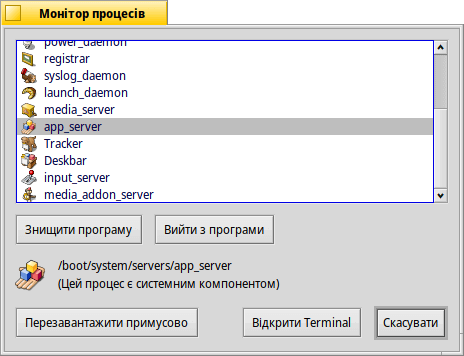 Монітор процесів
power_daemon
registrar
syslog_daemon
launch_daemon
media_server
app_server
Tracker
Deskbar
input_server
media_addon_server
Знищити програму
Вийти з програми
/boot/system/servers/app_server
(Цей процес є системним компонентом)
Перезавантажити примусово
Відкрити Terminal
Скасувати